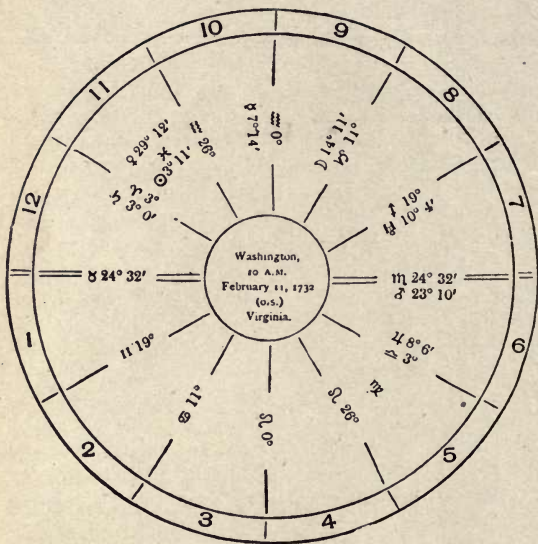 10
9
11
8
♀ 29° 12'
♓
☉ 3° 11'
♒ 26°
☿ 7° 14'
♒ 0°
☽ 14° 11'
♑ 11°
♈ 3°
♄ 3° 0'
♐ 19°
10°
12
7
Washington,
10 A.M.
February 11, 1732
(O.S.)
Virginia.
♉ 24° 32'
♏ 24° 32'
♂ 23° 10'
1
6
♊ 19°
♃ 8° 6'
♎ 3°
♍
♋ 11°
♌ 0°
♌ 26°
2
5
3
4